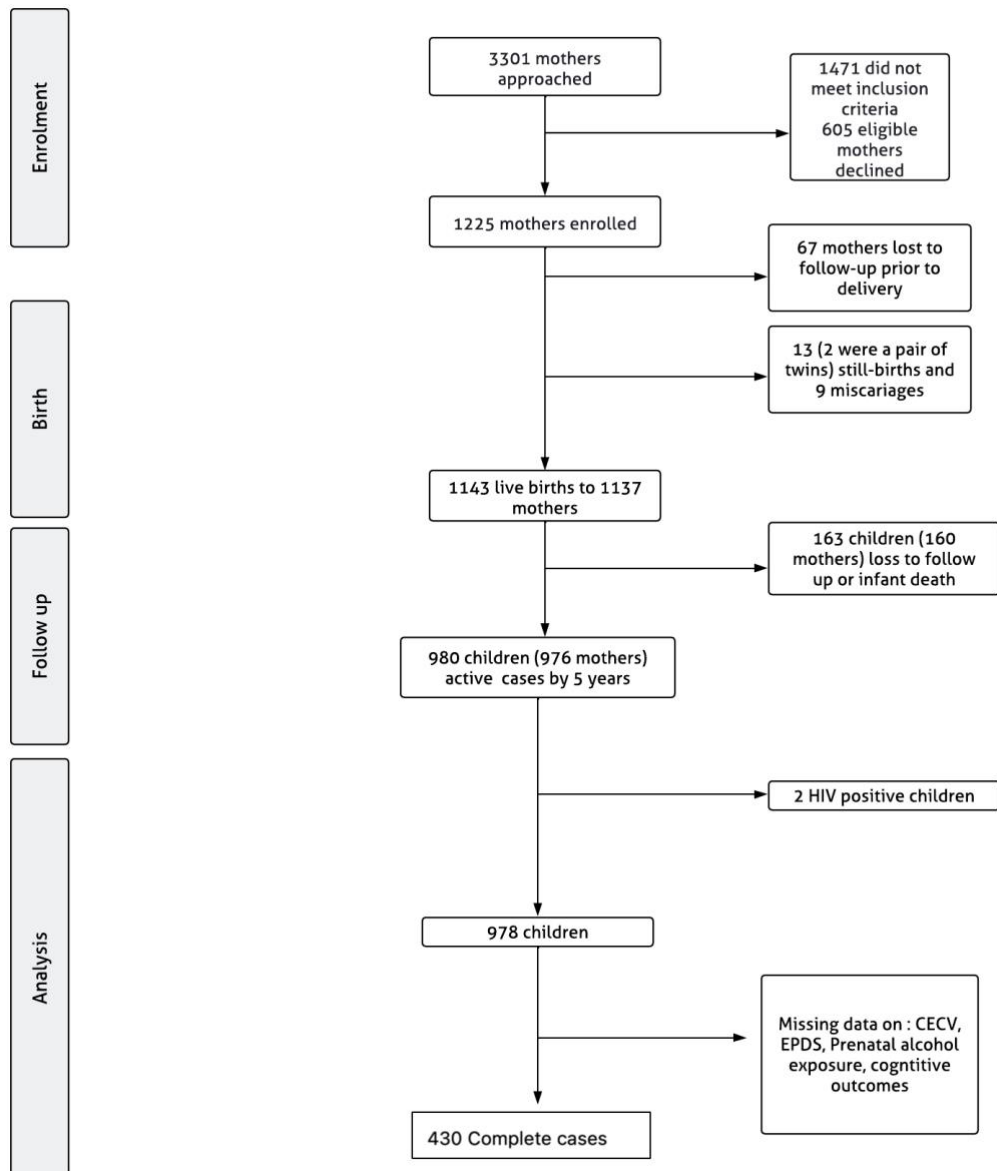 Enrolment
3301 mothers
approached
1471 did not
meet inclusion
criteria
605 eligible
mothers
declined
1225 mothers enrolled
67 mothers lost to
follow-up prior to
delivery
Birth
13 (2 were a pair of
twins) still-births and
9 miscariages
1143 live births to 1137
mothers
Follow up
163 children (160
mothers) loss to follow
up or infant death
980 children (976 mothers)
active cases by 5 years
Analysis
2 HIV positive children
978 children
Missing data on : CECV,
EPDS, Prenatal alcohol
exposure, cogntitive
outcomes
430 Complete cases